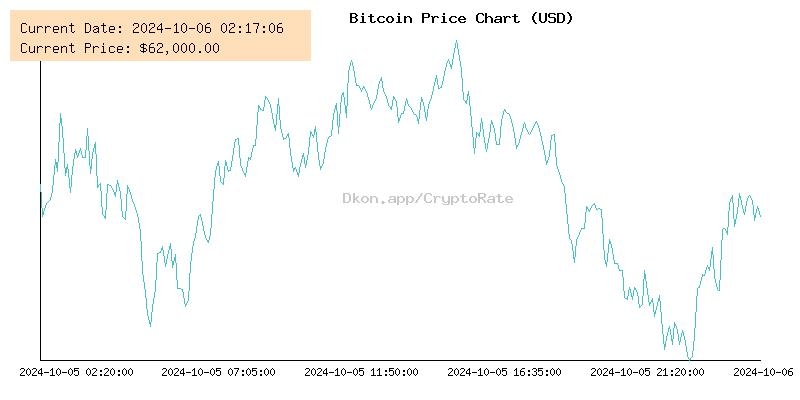 Bitcoin Price Chart (USD)
Current Date: 2024-10-06 02:17:06
Current Price: $62,000.00
Dkon.app/CryptoRate
2024-10-05 02:20:00 2024-10-05 07:05:00 2024-10-05 11:50:00 2024-10-05 16:35:00 2024-10-05 21:20:00 2024-10-06